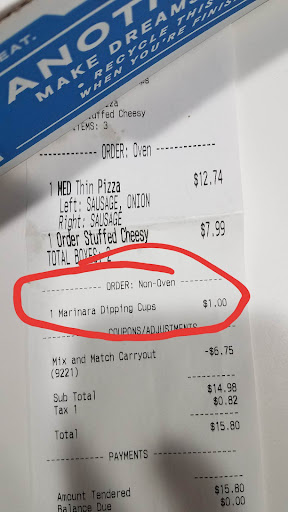 EAT.
ANOTH
MAKE DREAMS
• RECYCLE THIS
WHEN YOU'RE FINIS
zza
tuffed Cheesy
ITEMS: 3
ORDER: Oven
1 MED Thin Pizza $12.74
Left: SAUSAGE, ONION
Right: SAUSAGE
1 Order Stuffed Cheesy $7.99
TOTAL BOXES: 2
ORDER: Non-Oven
1 Marinara Dipping Cups $1.00
COUPONS/ADJUSTMENTS
Mix and Match Carryout -$6.75
(9221)
Sub Total $14.98
Tax 1 $0.82
Total $15.80
PAYMENTS
Amount Tendered $15.80
Balance Due $0.00